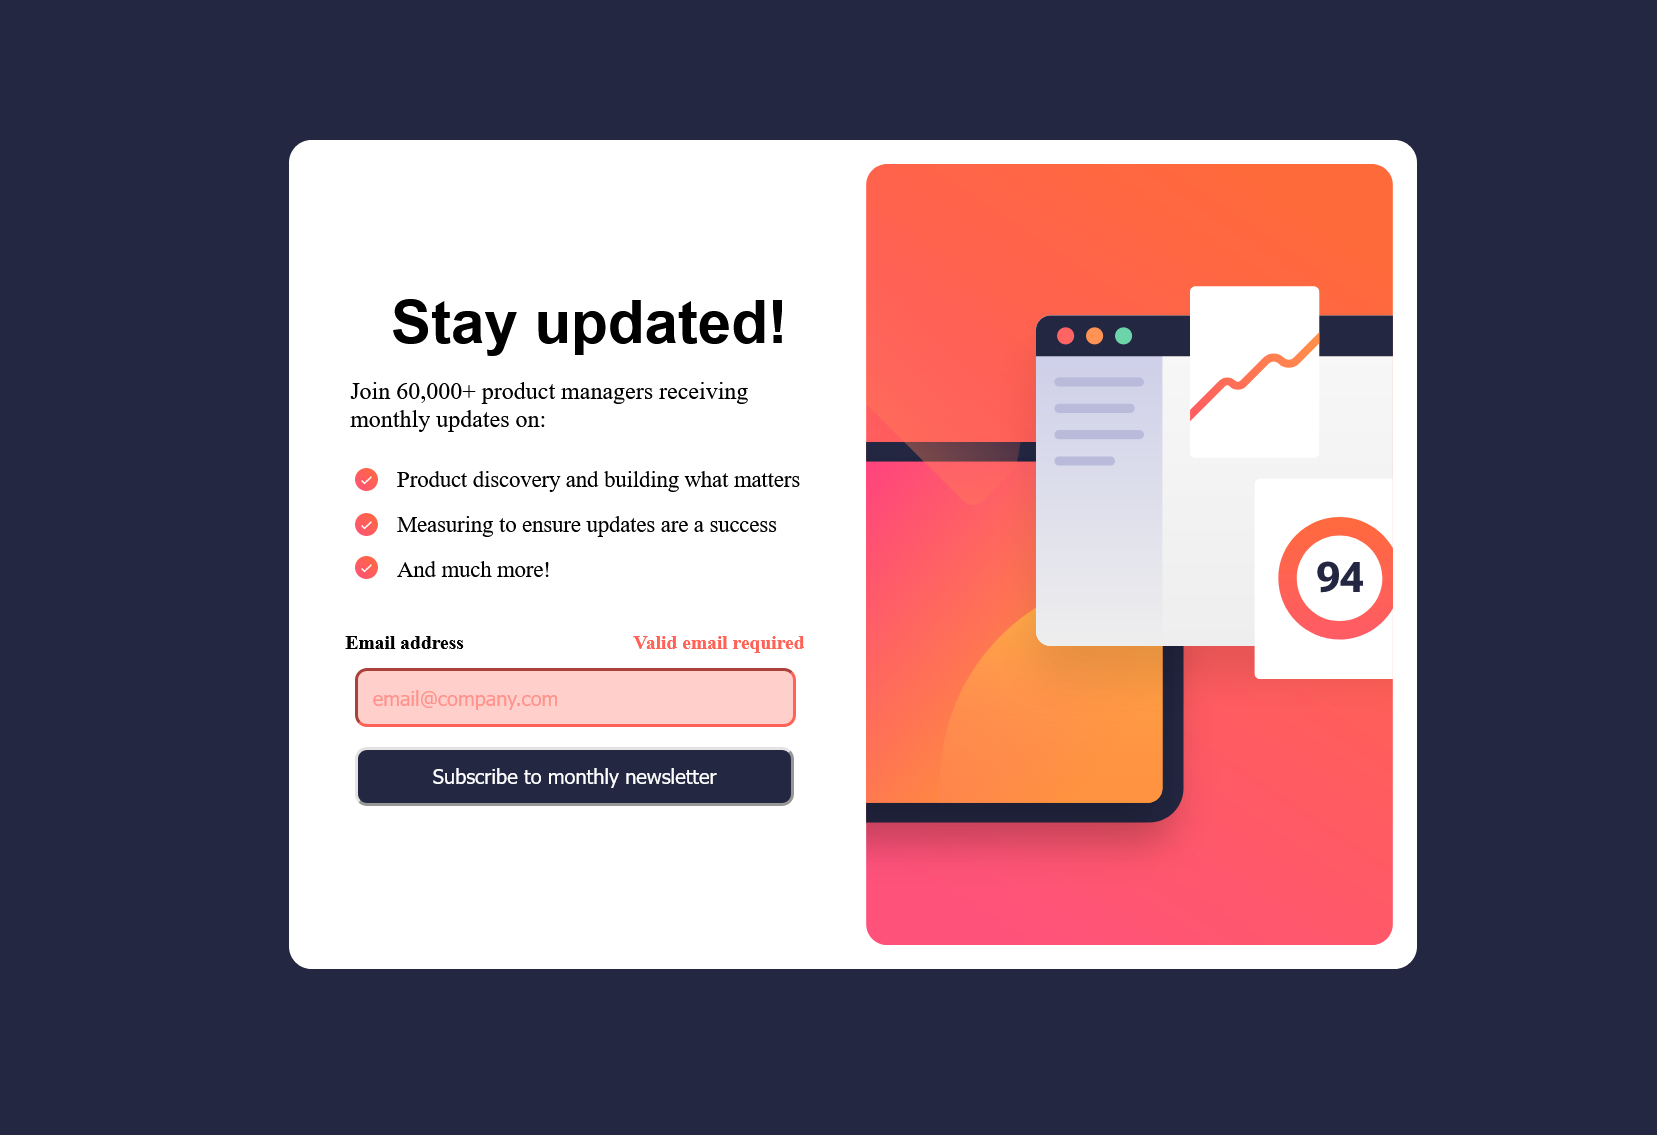 Stay updated!
Join 60,000+ product managers receiving
monthly updates on:
Product discovery and building what matters
Measuring to ensure updates are a success
And much more!
Email address
Valid email required
email@company.com
Subscribe to monthly newsletter
94